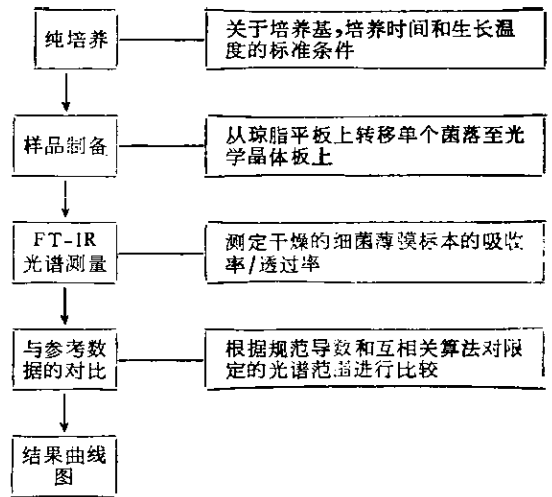 纯培养
关于培养基,培养时间和生长温
度的标准条件
样品制备
从琼脂平板上转移单个菌落至光
学晶体板上
FT-IR
光谱测量
测定干燥的细菌薄膜标本的吸收
率/透过率
与参考数
据的对比
根据规范导数和互相关算法对限
定的光谱范围进行比较
结果曲线
图